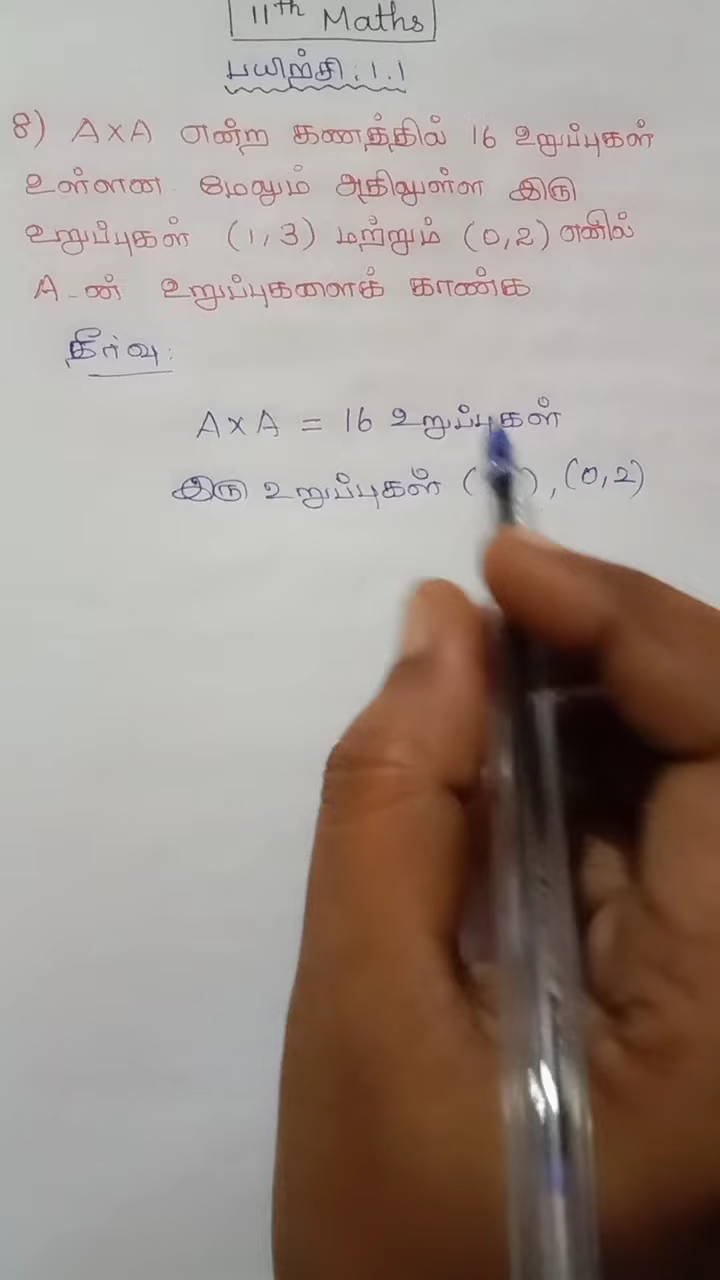 11th Maths
பயிற்சி : 1.1
8) A×A என்ற கணத்தில் 16 உறுப்புகள்
உள்ளன. மேலும் அதிலுள்ள இரு
உறுப்புகள் (1,3) மற்றும் (0,2) எனில்
A-ன் உறுப்புகளைக் காண்க
தீர்வு:
A×A = 16 உறுப்புகள்
இரு உறுப்புகள் ( ), (0,2)